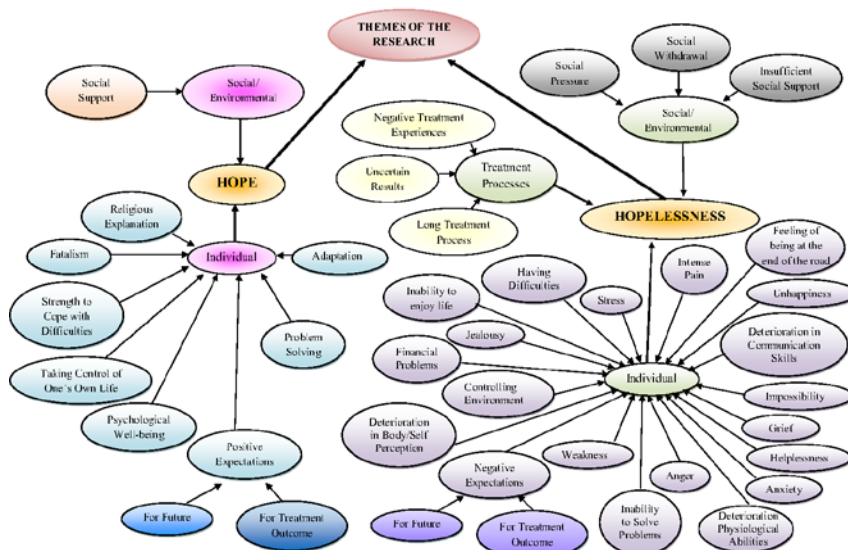 THEMES OF THE
RESEARCH
Social
Support
Social/
Environmental
HOPE
Religious
Explanation
Fatalism
Individual
Adaptation
Strength to
Cope with
Difficulties
Problem
Solving
Taking Control of
One's Own Life
Psychological
Well-being
Positive
Expectations
For Future
For Treatment
Outcome
Social
Withdrawal
Social
Pressure
Insufficient
Social Support
Social/
Environmental
Negative Treatment
Experiences
Uncertain
Results
Treatment
Processes
Long Treatment
Process
HOPELESSNESS
Feeling of
being at the
end of the road
Intense
Pain
Having
Difficulties
Inability to
enjoy life
Stress
Unhappiness
Jealousy
Deterioration in
Communication
Skills
Financial
Problems
Individual
Controlling
Environment
Impossibility
Deterioration
in Body/Self
Perception
Grief
Weakness
Helplessness
Negative
Expectations
Anger
Anxiety
For Future
For Treatment
Outcome
Inability
to Solve
Problems
Deterioration
Physiological
Abilities